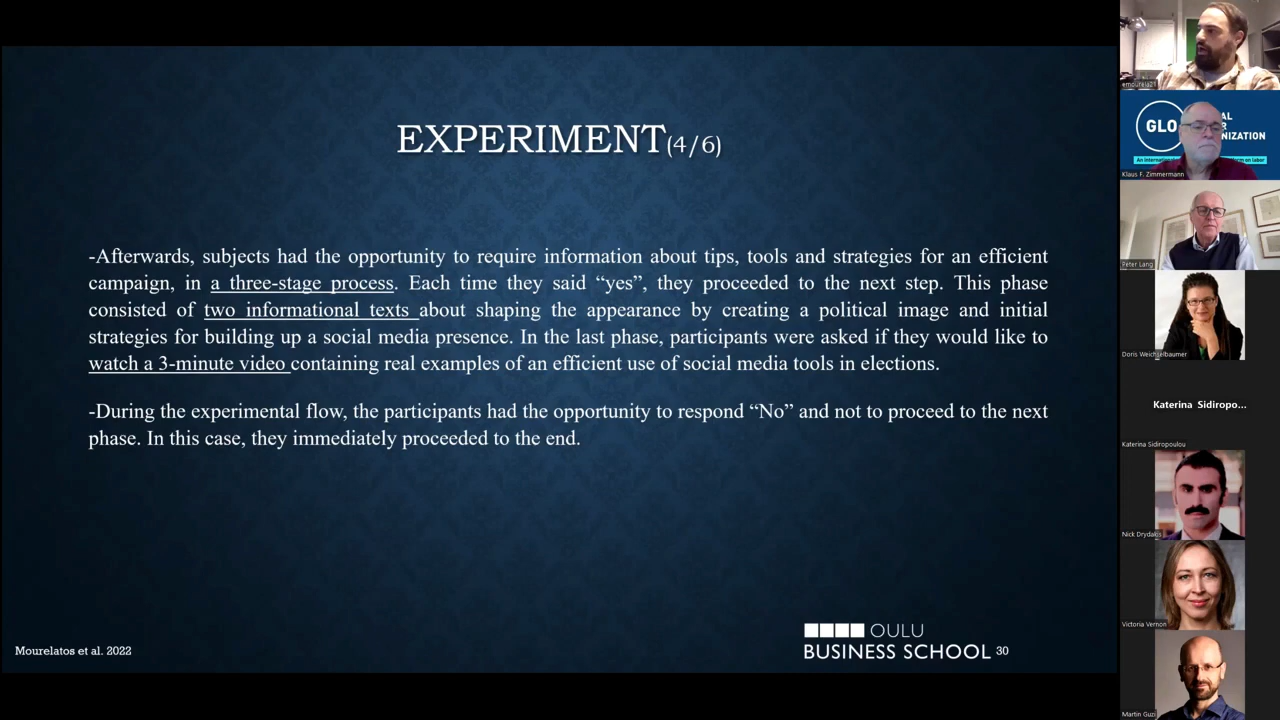 EXPERIMENT(4/6)
-Afterwards, subjects had the opportunity to require information about tips, tools and strategies for an efficient
campaign, in a three-stage process. Each time they said “yes”, they proceeded to the next step. This phase
consisted of two informational texts about shaping the appearance by creating a political image and initial
strategies for building up a social media presence. In the last phase, participants were asked if they would like to
watch a 3-minute video containing real examples of an efficient use of social media tools in elections.
-During the experimental flow, the participants had the opportunity to respond “No” and not to proceed to the next
phase. In this case, they immediately proceeded to the end.
Mourelatos et al. 2022
OULU
BUSINESS SCHOOL 30
emourela21
GLO
NIZATION
Klaus F. Zimmermann
Peter Lang
Doris Weichselbaumer
Katerina Sidiropo...
Katerina Sidiropoulou
Nick Drydakis
Victoria Vernon
Martin Guzi